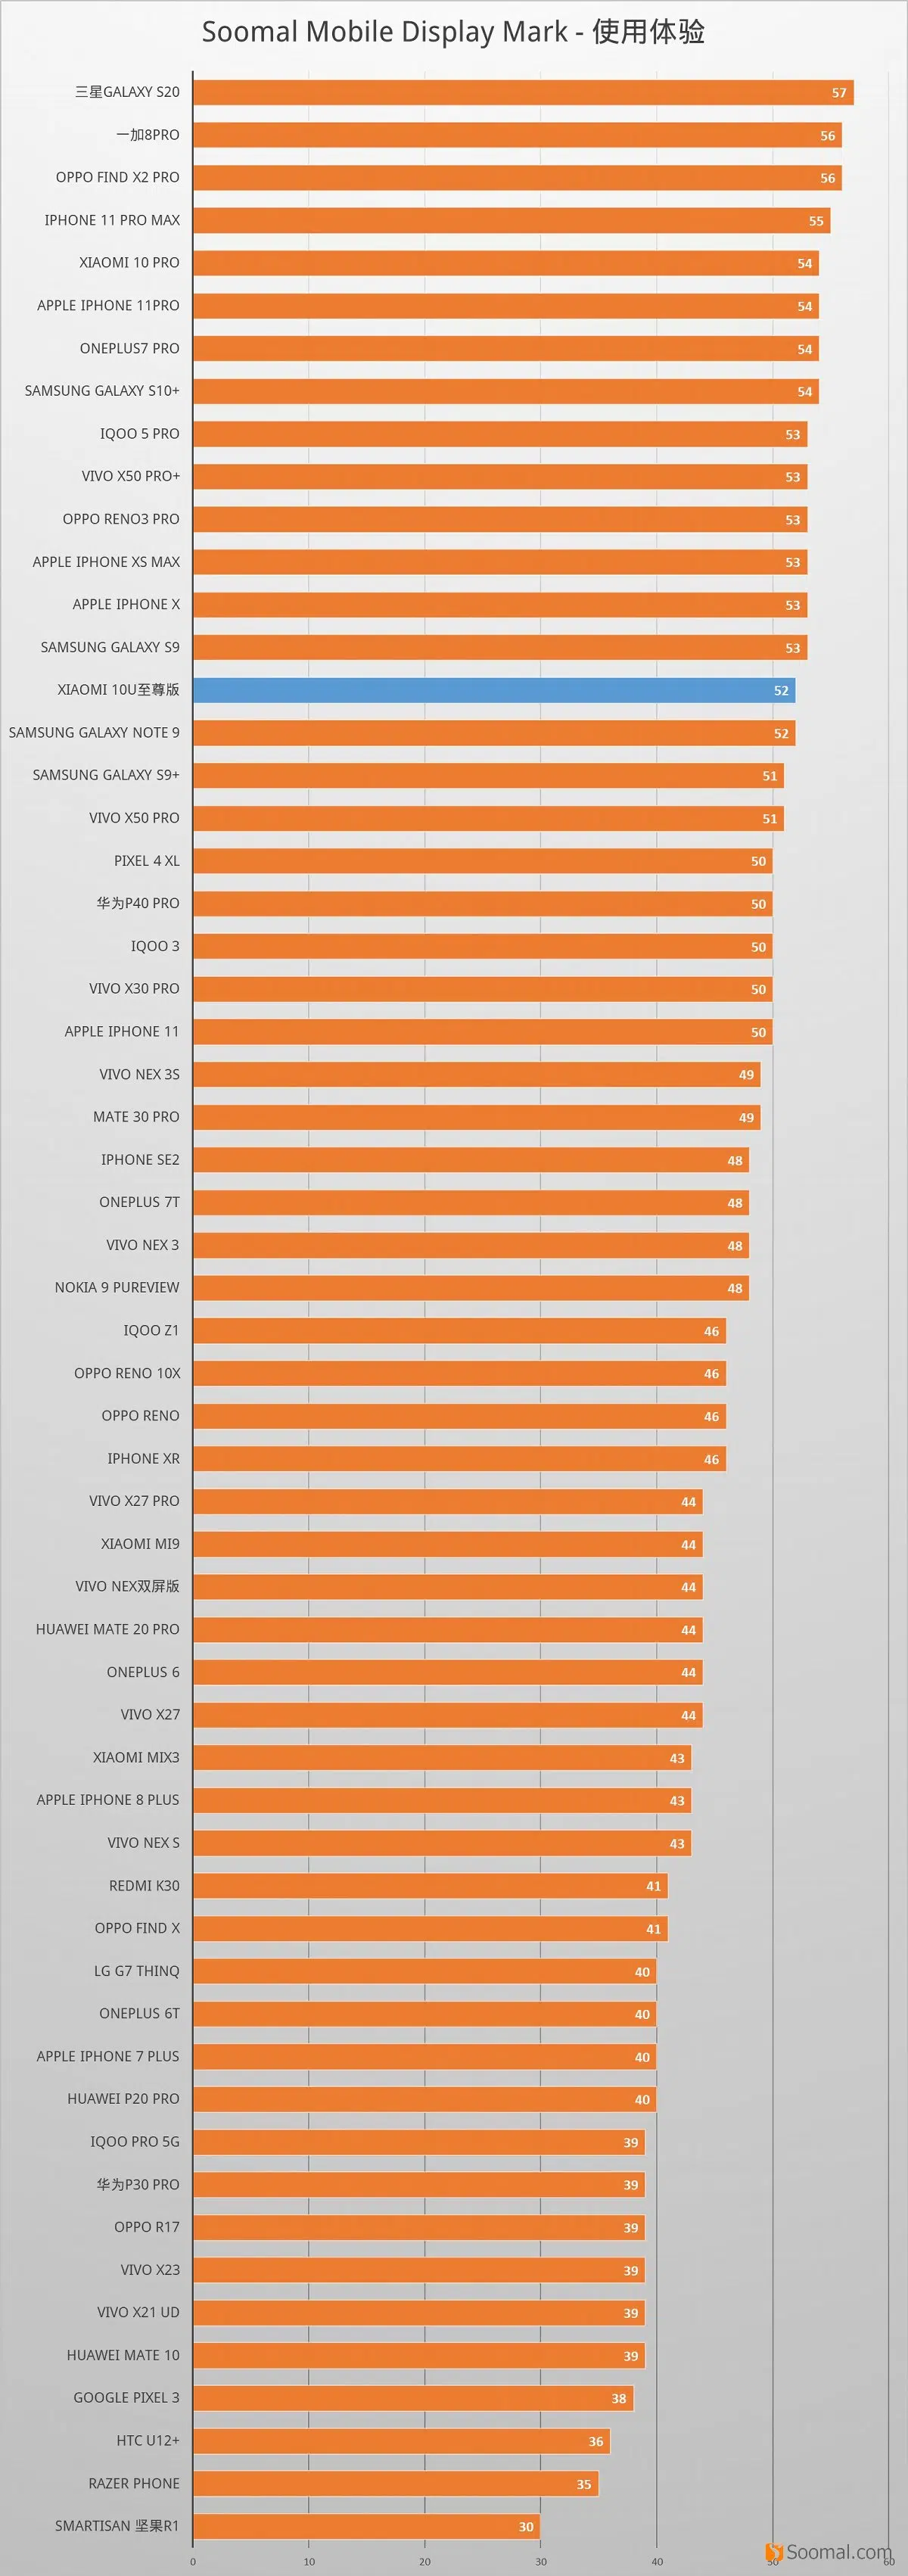 Soomal Mobile Display Mark - 使用体验
三星GALAXY S20 57
一加8PRO 56
OPPO FIND X2 PRO 56
IPHONE 11 PRO MAX 55
XIAOMI 10 PRO 54
APPLE IPHONE 11PRO 54
ONEPLUS7 PRO 54
SAMSUNG GALAXY S10+ 54
IQOO 5 PRO 53
VIVO X50 PRO+ 53
OPPO RENO3 PRO 53
APPLE IPHONE XS MAX 53
APPLE IPHONE X 53
SAMSUNG GALAXY S9 53
XIAOMI 10U至尊版 52
SAMSUNG GALAXY NOTE 9 52
SAMSUNG GALAXY S9+ 51
VIVO X50 PRO 51
PIXEL 4 XL 50
华为P40 PRO 50
IQOO 3 50
VIVO X30 PRO 50
APPLE IPHONE 11 50
VIVO NEX 3S 49
MATE 30 PRO 49
IPHONE SE2 48
ONEPLUS 7T 48
VIVO NEX 3 48
NOKIA 9 PUREVIEW 48
IQOO Z1 46
OPPO RENO 10X 46
OPPO RENO 46
IPHONE XR 46
VIVO X27 PRO 44
XIAOMI MI9 44
VIVO NEX双屏版 44
HUAWEI MATE 20 PRO 44
ONEPLUS 6 44
VIVO X27 44
XIAOMI MIX3 43
APPLE IPHONE 8 PLUS 43
VIVO NEX S 43
REDMI K30 41
OPPO FIND X 41
LG G7 THINQ 40
ONEPLUS 6T 40
APPLE IPHONE 7 PLUS 40
HUAWEI P20 PRO 40
IQOO PRO 5G 39
华为P30 PRO 39
OPPO R17 39
VIVO X23 39
VIVO X21 UD 39
HUAWEI MATE 10 39
GOOGLE PIXEL 3 38
HTC U12+ 36
RAZER PHONE 35
SMARTISAN 坚果R1 30
0 10 20 30 40 50 60
Soomal.com